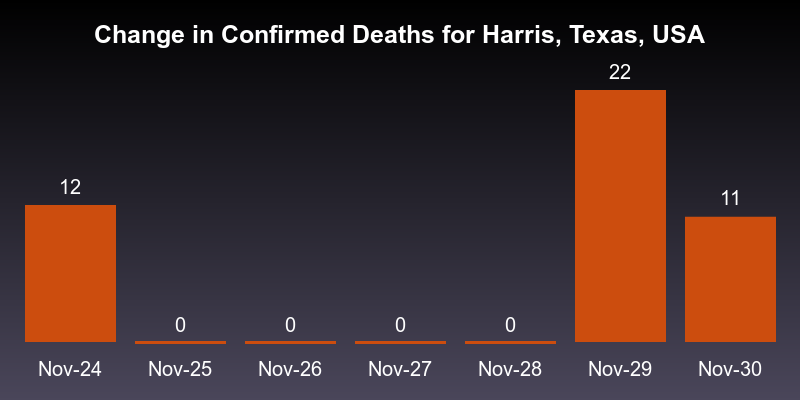 Change in Confirmed Deaths for Harris, Texas, USA
22
12
11
0 0 0 0
Nov-24 Nov-25 Nov-26 Nov-27 Nov-28 Nov-29 Nov-30